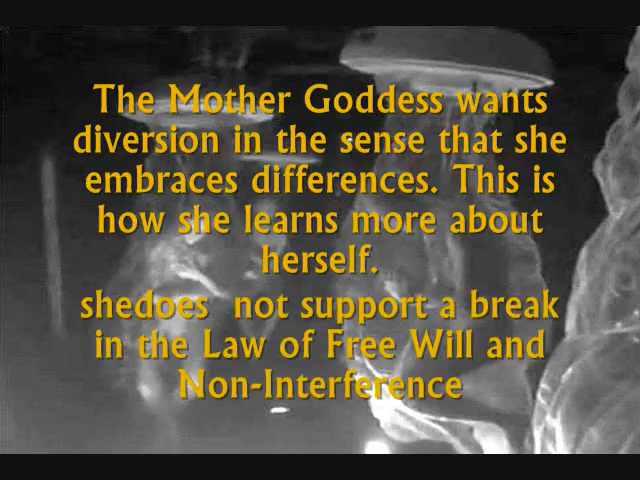 The Mother Goddess wants
diversion in the sense that she
embraces differences. This is
how she learns more about
herself.
shedoes  not support a break
in the Law of Free Will and
Non-Interference